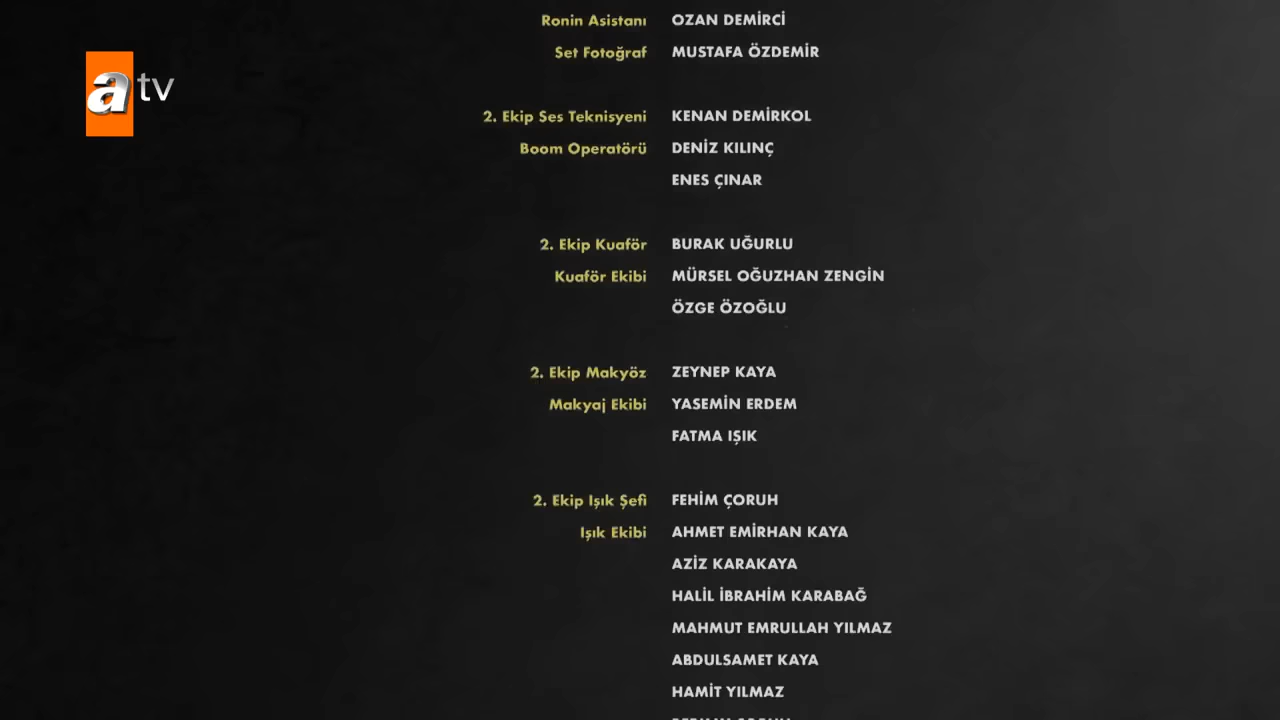 atv
Ronin Asistanı OZAN DEMİRCİ
Set Fotoğraf MUSTAFA ÖZDEMİR
2. Ekip Ses Teknisyeni KENAN DEMİRKOL
Boom Operatörü DENİZ KILINÇ
ENES ÇINAR
2. Ekip Kuaför BURAK UĞURLU
Kuaför Ekibi MÜRSEL OĞUZHAN ZENGİN
ÖZGE ÖZOĞLU
2. Ekip Makyöz ZEYNEP KAYA
Makyaj Ekibi YASEMİN ERDEM
FATMA IŞIK
2. Ekip Işık Şefi FEHİM ÇORUH
Işık Ekibi AHMET EMİRHAN KAYA
AZİZ KARAKAYA
HALİL İBRAHİM KARABAĞ
MAHMUT EMRULLAH YILMAZ
ABDULSAMET KAYA
HAMİT YILMAZ